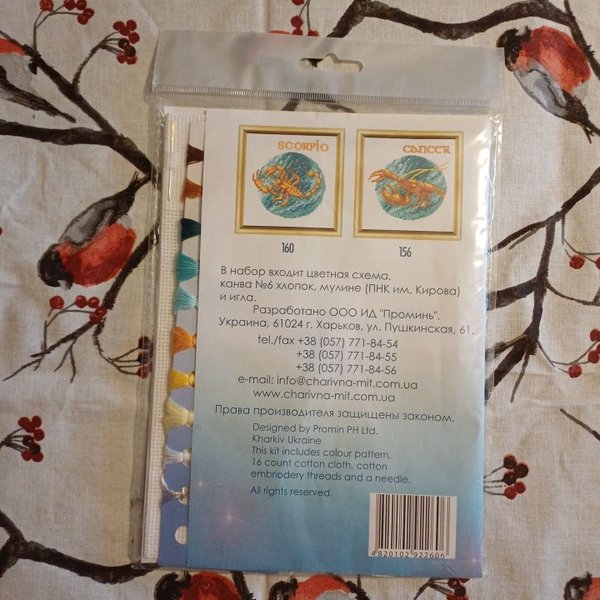 SCORPIO
CANCER
160
156
В набор входит цветная схема,
канва №6 хлопок, мулине (ПНК им. Кирова)
и игла.
Разработано ООО ИД "Проминь".
Украина, 61024 г. Харьков, ул. Пушкинская, 61.
tel./fax +38 (057) 771-84-54
+38 (057) 771-84-55
+38 (057) 771-84-56
e-mail: info@charivna-mit.com.ua
www.charivna-mit.com.ua
Права производителя защищены законом.
Designed by Promin PH Ltd.
Kharkiv Ukraine
This kit includes colour pattern,
16 count cotton cloth, cotton
embriodery threads and a needle,
All rights reserved.
4820102 922606